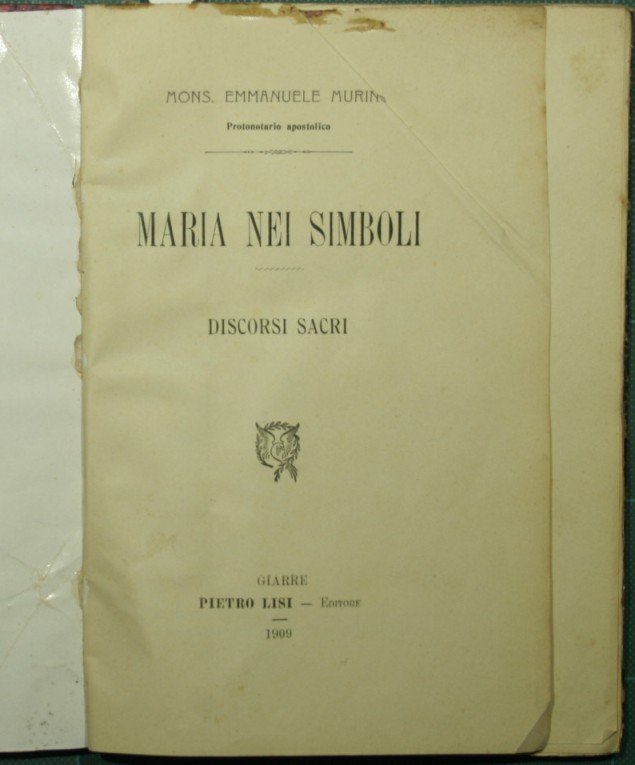 MONS. EMMANUELE
Protonotario apostolico
MARIA NEI SIMBOLI
DISCORSI SACRI
GIARRE
PIETRO LISI — EDITORE
1909